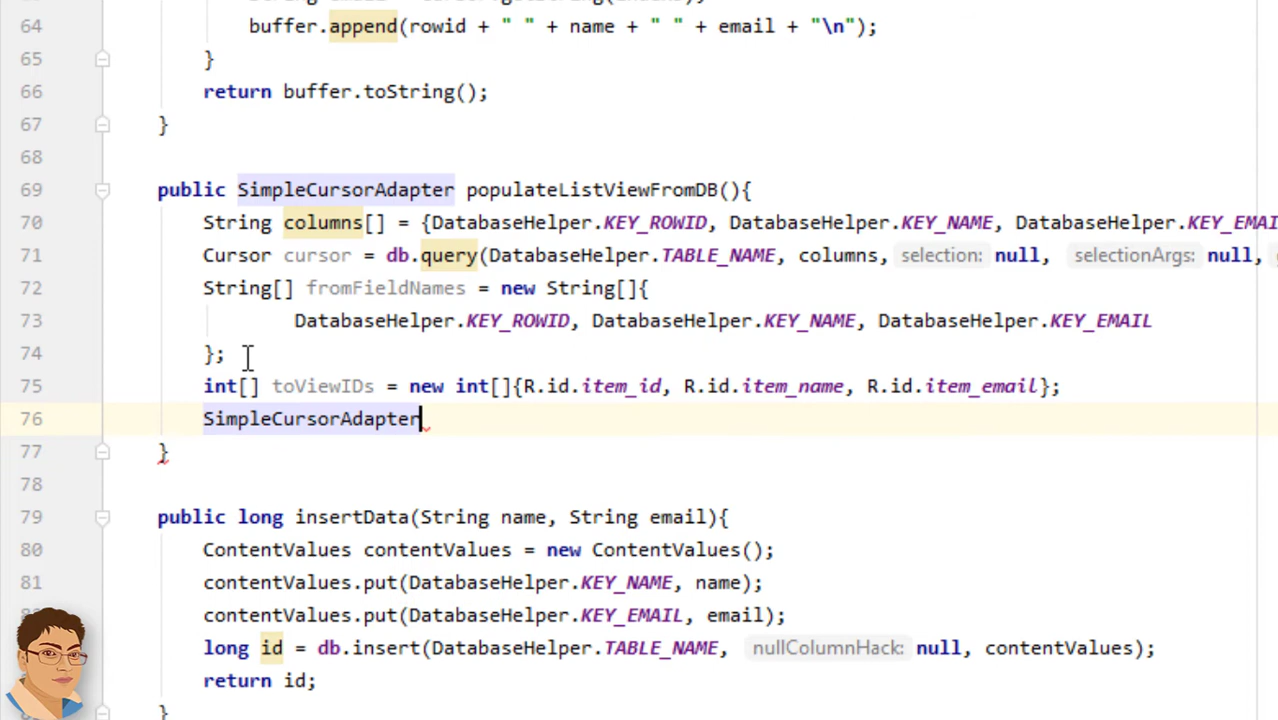 64 buffer.append(rowid + " " + name + " " + email + "\n");
65 }
66 return buffer.toString();
67 }
68
69 public SimpleCursorAdapter populateListViewFromDB(){
70 String columns[] = {DatabaseHelper.KEY_ROWID, DatabaseHelper.KEY_NAME, DatabaseHelper.KEY_EMAI
71 Cursor cursor = db.query(DatabaseHelper.TABLE_NAME, columns, selection: null, selectionArgs: null,
72 String[] fromFieldNames = new String[]{
73 DatabaseHelper.KEY_ROWID, DatabaseHelper.KEY_NAME, DatabaseHelper.KEY_EMAIL
74 };
75 int[] toViewIDs = new int[]{R.id.item_id, R.id.item_name, R.id.item_email};
76 SimpleCursorAdapter
77 }
78
79 public long insertData(String name, String email){
80 ContentValues contentValues = new ContentValues();
81 contentValues.put(DatabaseHelper.KEY_NAME, name);
contentValues.put(DatabaseHelper.KEY_EMAIL, email);
long id = db.insert(DatabaseHelper.TABLE_NAME, nullColumnHack: null, contentValues);
return id;
}